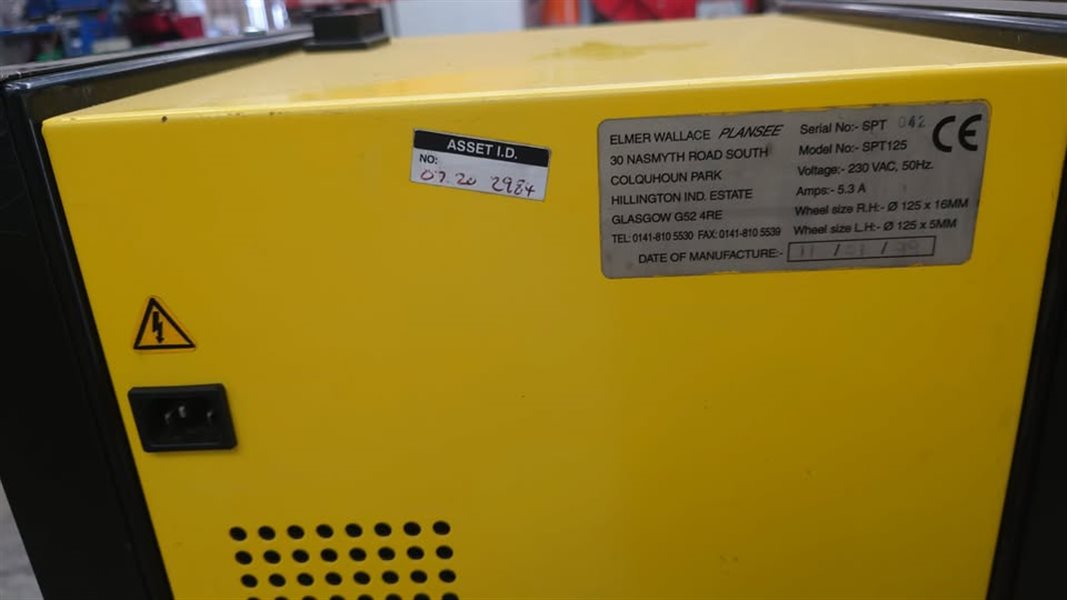 ASSET I.D.
NO:
07.20 2984
ELMER WALLACE PLANSEE
30 NASMYTH ROAD SOUTH
COLQUHOUN PARK
HILLINGTON IND. ESTATE
GLASGOW G52 4RE
TEL: 0141-810 5530 FAX: 0141-810 5539
Serial No:- SPT 042
Model No:- SPT125
Voltage:- 230 VAC, 50Hz.
Amps:- 5.3 A
Wheel size R.H:- Ø 125 x 16MM
Wheel size L.H:- Ø 125 x 5MM
DATE OF MANUFACTURE:- 11 / /
CE